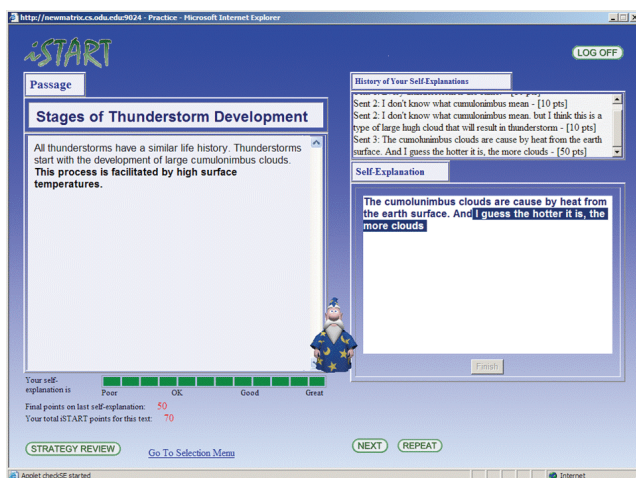 http://newmatrix.cs.odu.edu:9024 - Practice - Microsoft Internet Explorer
iSTART
LOG OFF
Passage
Stages of Thunderstorm Development
All thunderstorms have a similar life history. Thunderstorms
start with the development of large cumulonimbus clouds.
This process is facilitated by high surface
temperatures.
History of Your Self-Explanations
Sent 2: I don't know what cumulonimbus mean - [10 pts]
Sent 2: I don't know what cumulonimbus mean. but I think this is a
type of large hugh cloud that will result in thunderstorm - [10 pts]
Sent 3: The cumulonimbus clouds are cause by heat from the earth
surface. And I guess the hotter it is, the more clouds - [50 pts]
Self-Explanation
The cumolunimbus clouds are cause by heat from
the earth surface. And I guess the hotter it is, the
more clouds
Finish
Your self-
explanation is
Poor OK Good Great
Final points on last self-explanation: 50
Your total iSTART points for this text: 70
STRATEGY REVIEW
Go To Selection Menu
NEXT
REPEAT
Applet checkSE started
Internet